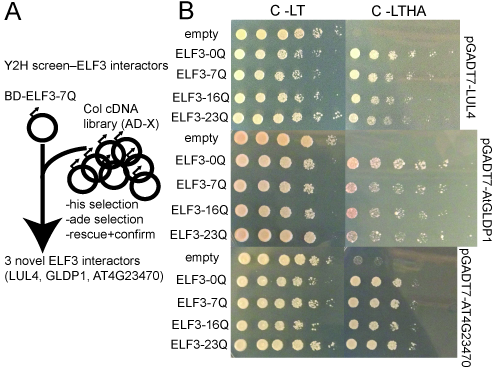 A
Y2H screen–ELF3 interactors
BD-ELF3-7Q
Col cDNA
library (AD-X)
-his selection
-ade selection
-rescue+confirm
3 novel ELF3 interactors
(LUL4, GLDP1, AT4G23470)
B
C -LT
C -LTHA
empty
ELF3-0Q
ELF3-7Q
ELF3-16Q
ELF3-23Q
pGADT7-LUL4
empty
ELF3-0Q
ELF3-7Q
ELF3-16Q
ELF3-23Q
pGADT7-AtGLDP1
empty
ELF3-0Q
ELF3-7Q
ELF3-16Q
ELF3-23Q
pGADT7-AT4G23470